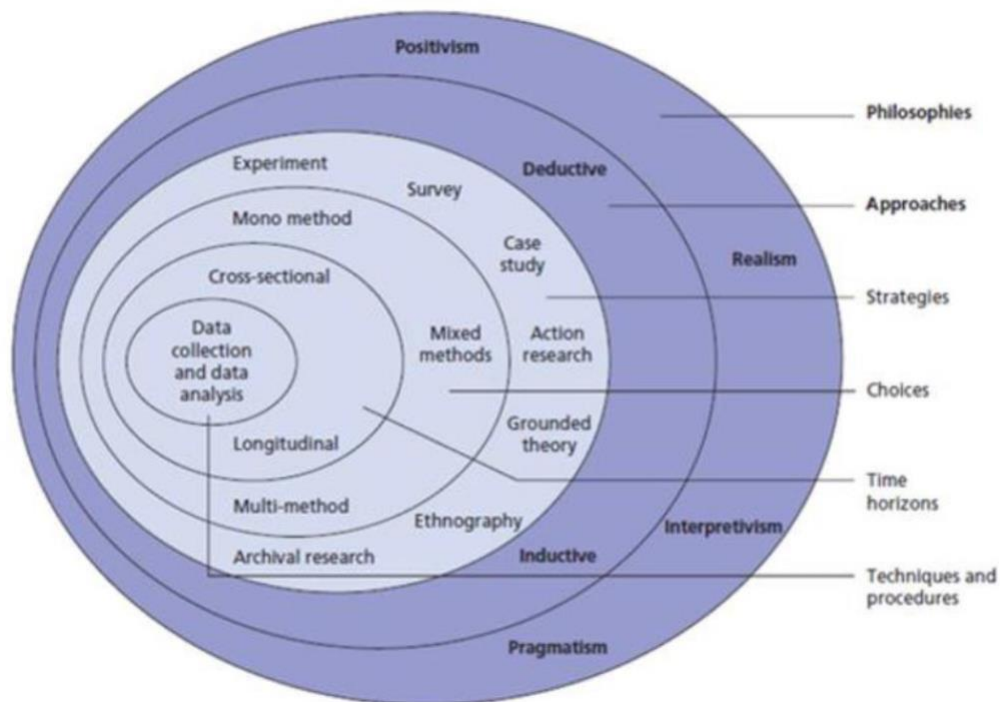 Positivism
Philosophies
Experiment
Deductive
Survey
Approaches
Mono method
Case
study
Realism
Cross-sectional
Strategies
Data
collection
and data
analysis
Mixed
methods
Action
research
Choices
Grounded
theory
Longitudinal
Time
horizons
Multi-method
Ethnography
Interpretivism
Archival research
Inductive
Techniques and
procedures
Pragmatism